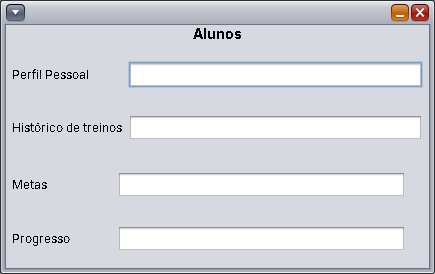 Alunos
Perfil Pessoal
Histórico de treinos
Metas
Progresso